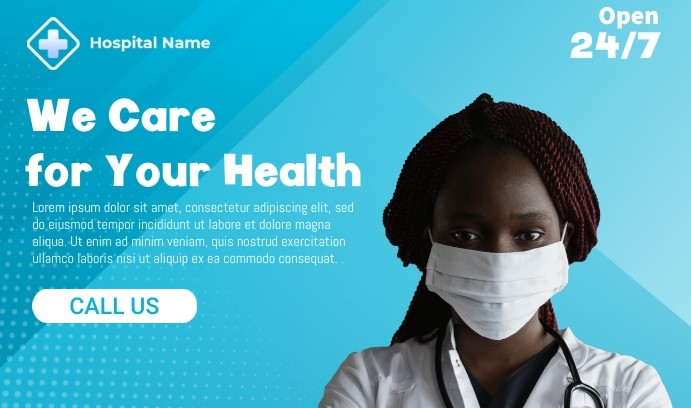 Hospital Name
Open
24/7
We Care
for Your Health
Lorem ipsum dolor sit amet, consectetur adipiscing elit, sed
do eiusmod tempor incididunt ut labore et dolore magna
aliqua. Ut enim ad minim veniam, quis nostrud exercitation
ullamco laboris nisi ut aliquip ex ea commodo consequat. .
CALL US